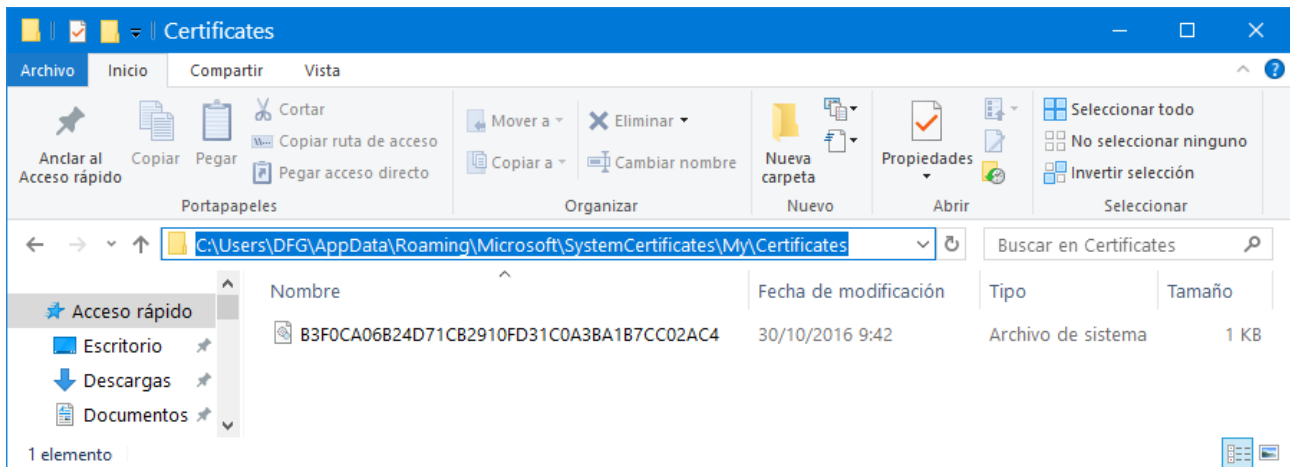 Certificates
Archivo Inicio Compartir Vista
Anclar al Acceso rápido
Copiar
Pegar
Cortar
Copiar ruta de acceso
Pegar acceso directo
Portapapeles
Mover a
Copiar a
Eliminar
Cambiar nombre
Organizar
Nueva carpeta
Nuevo
Propiedades
Abrir
Seleccionar todo
No seleccionar ninguno
Invertir selección
Seleccionar
C:\Users\DFG\AppData\Roaming\Microsoft\SystemCertificates\My\Certificates
Buscar en Certificates
Acceso rápido
Escritorio
Descargas
Documentos
Nombre Fecha de modificación Tipo Tamaño
B3F0CA06B24D71CB2910FD31C0A3BA1B7CC02AC4 30/10/2016 9:42 Archivo de sistema 1 KB
1 elemento